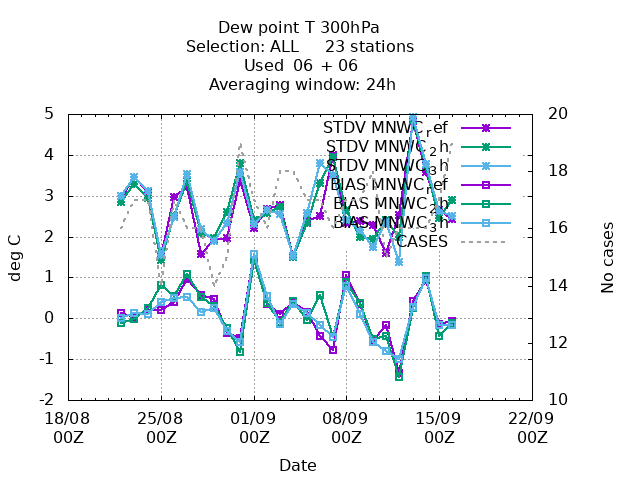 Dew point T 300hPa
Selection: ALL 23 stations
Used 06 + 06
Averaging window: 24h
5
4
3
2
1
0
-1
-2
deg C
20
18
16
14
12
10
No cases
STDV MNWC_ref
STDV MNWC_2h
STDV MNWC_3h
BIAS MNWC_ref
BIAS MNWC_2h
BIAS MNWC_3h
CASES
18/08 25/08 01/09 08/09 15/09 22/09
00Z 00Z 00Z 00Z 00Z 00Z
Date